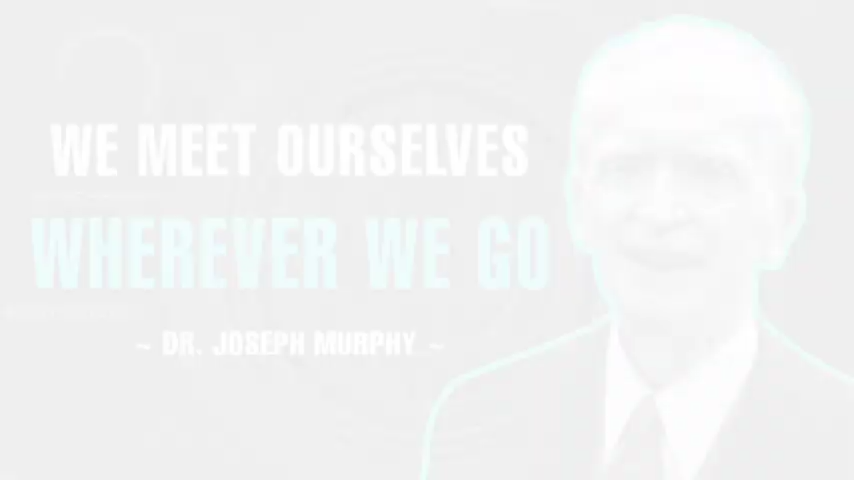 WE MEET OURSELVES
WHEREVER WE GO
~ DR. JOSEPH MURPHY ~